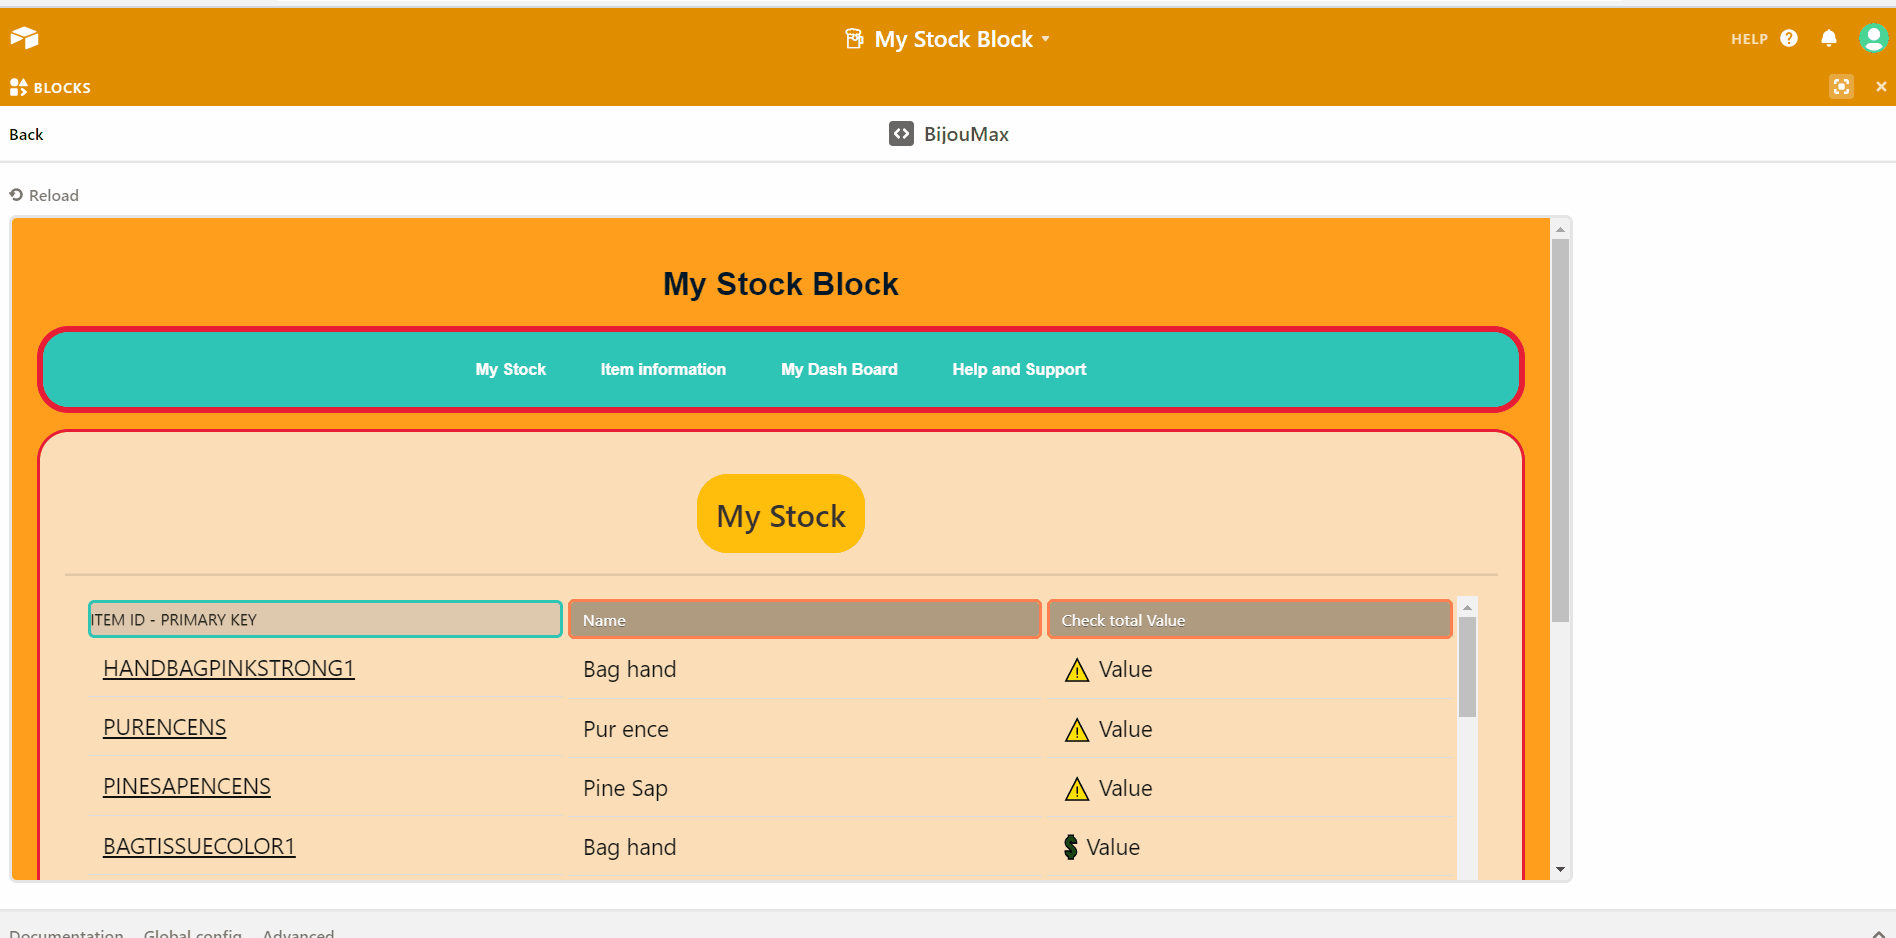 My Stock Block
HELP
BLOCKS
Back
BijouMax
Reload
My Stock Block
My Stock Item information My Dash Board Help and Support
My Stock
ITEM ID - PRIMARY KEY Name Check total Value
HANDBAGPINKSTRONG1 Bag hand Value
PURENCENS Pur ence Value
PINESAPENCENS Pine Sap Value
BAGTISSUECOLOR1 Bag hand Value
Documentation Global config Advanced